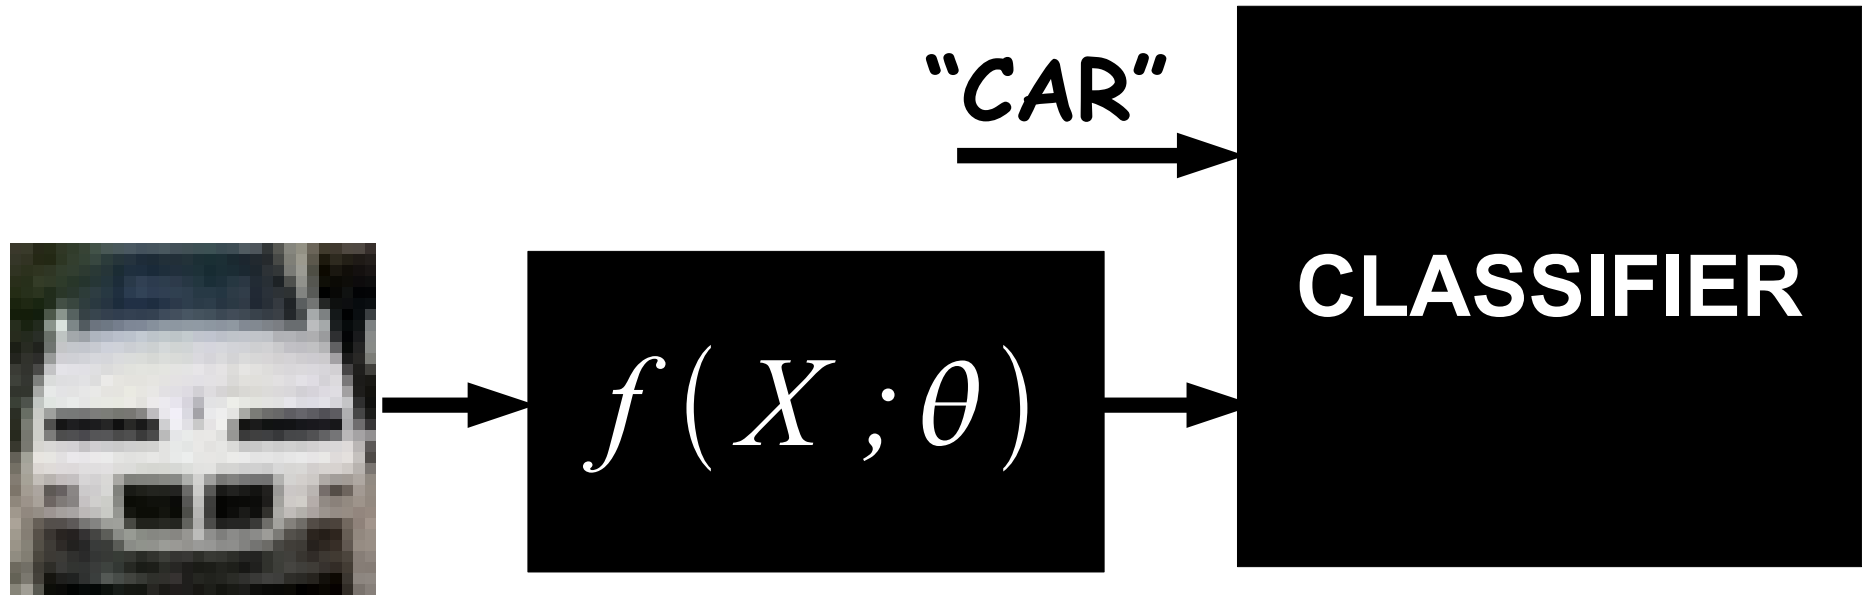 “CAR”
CLASSIFIER
f(X;θ)